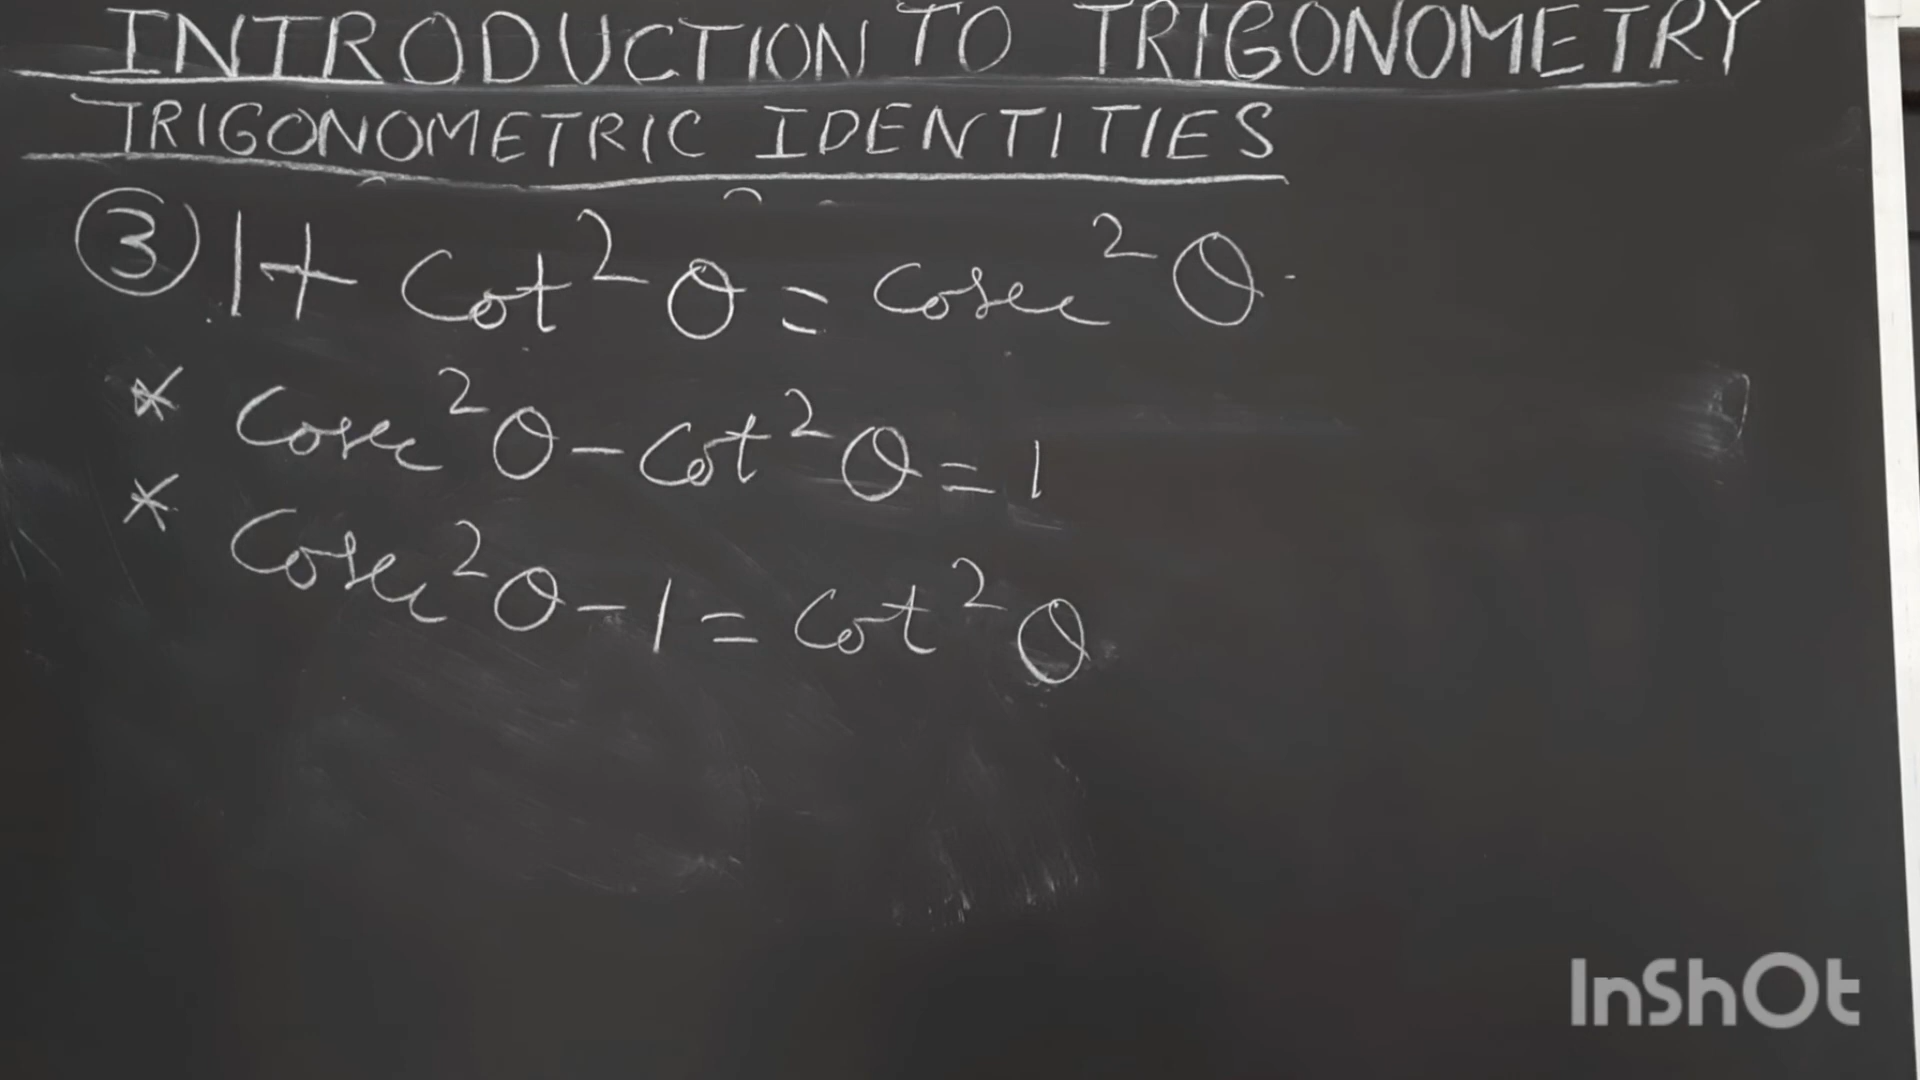 INTRODUCTION TO TRIGONOMETRY
TRIGONOMETRIC IDENTITIES
③ 1 + Cot²θ = Cosec²θ
* Cosec²θ - Cot²θ = 1
* Cosec²θ - 1 = Cot²θ
InShOt